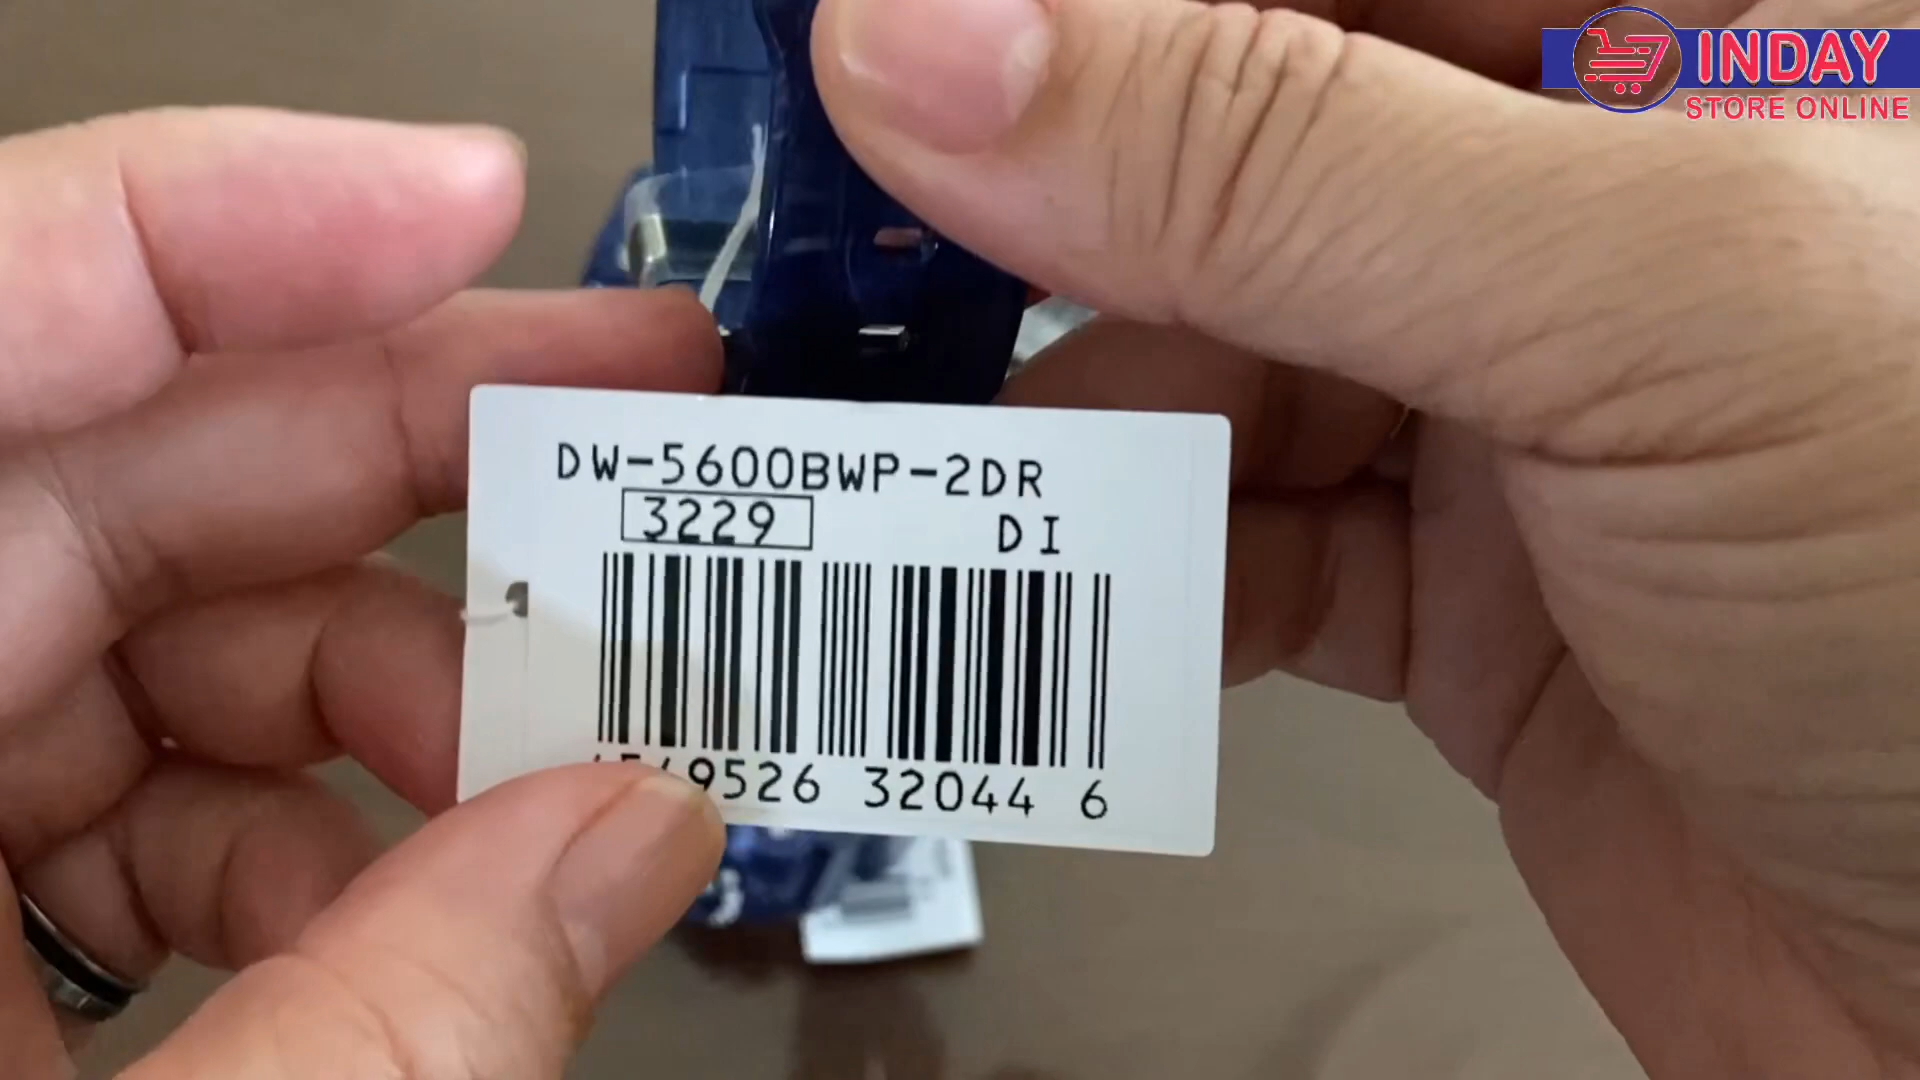 INDAY
STORE ONLINE
DW-5600BWP-2DR
3229 DI
9526 32044 6